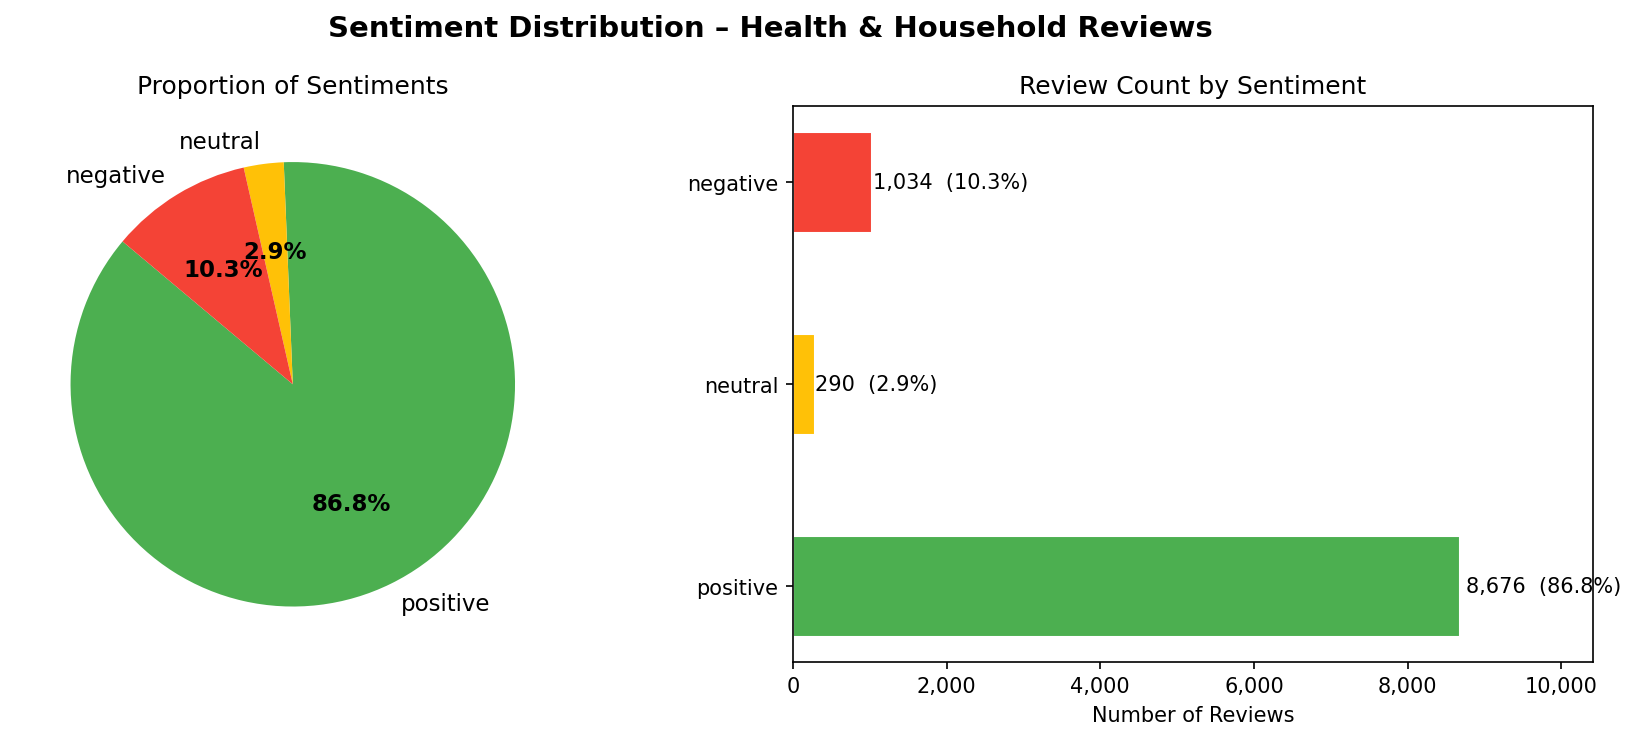 Sentiment Distribution – Health & Household Reviews
Proportion of Sentiments
neutral
negative
2.9%
10.3%
86.8%
positive
Review Count by Sentiment
negative
1,034 (10.3%)
neutral
290 (2.9%)
positive
8,676 (86.8%)
0 2,000 4,000 6,000 8,000 10,000
Number of Reviews